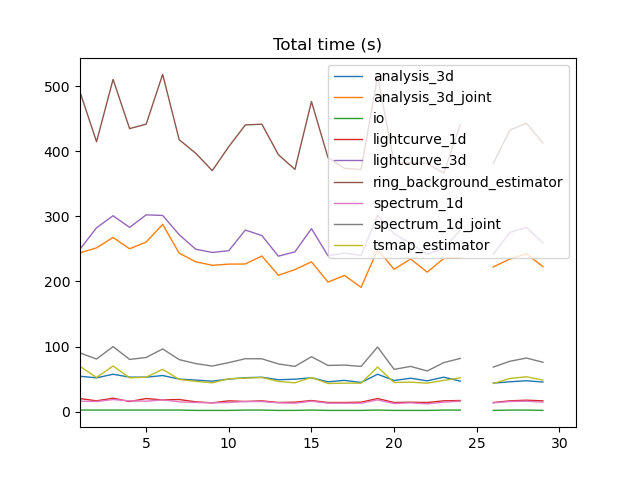 Total time (s)
500
400
300
200
100
0
analysis_3d
analysis_3d_joint
io
lightcurve_1d
lightcurve_3d
ring_background_estimator
spectrum_1d
spectrum_1d_joint
tsmap_estimator
5
10
15
20
25
30